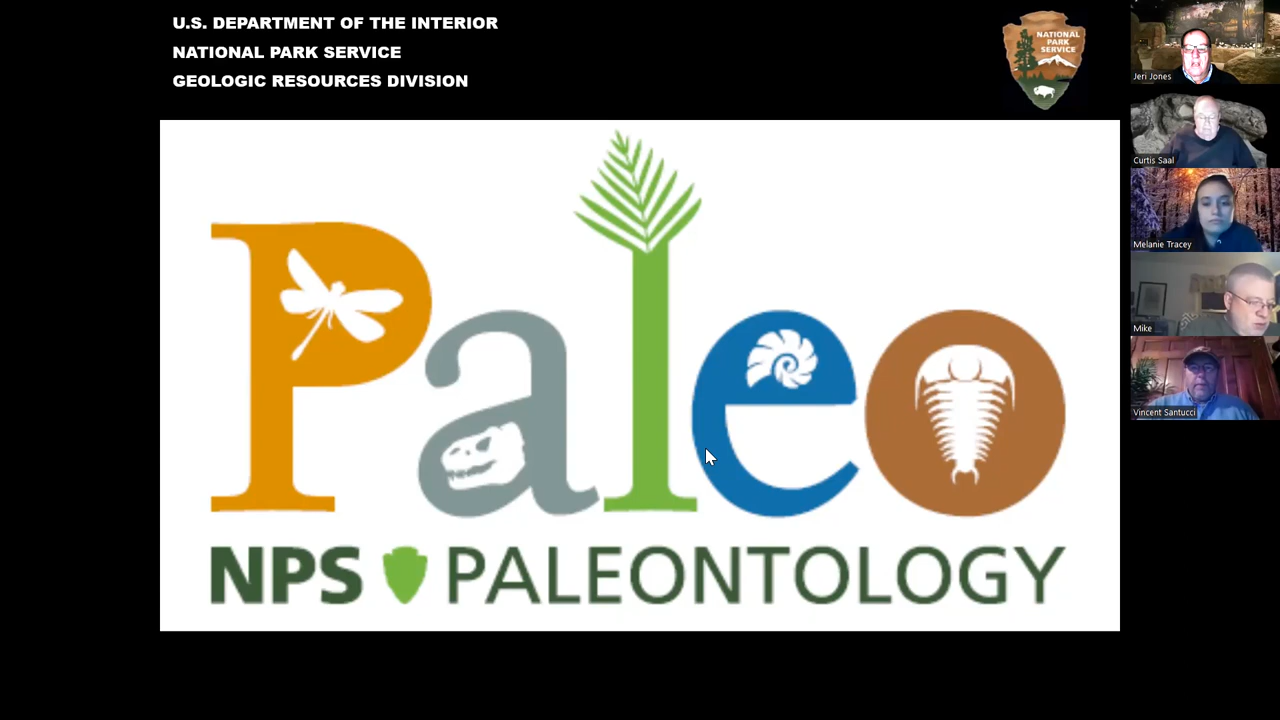 U.S. DEPARTMENT OF THE INTERIOR
NATIONAL PARK SERVICE
GEOLOGIC RESOURCES DIVISION
NATIONAL
PARK
SERVICE
Paleo
NPS PALEONTOLOGY
Jeri Jones
Curtis Saal
Melanie Tracey
Mike
Vincent Santucci